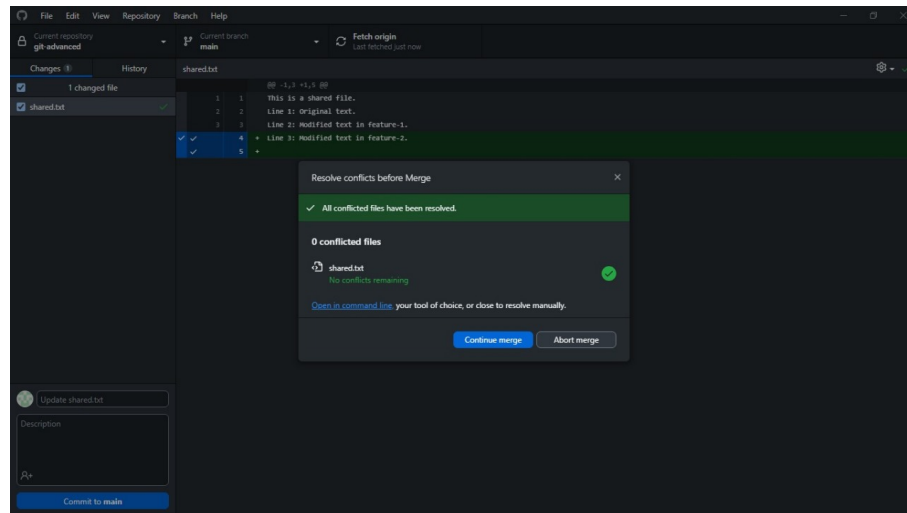 File Edit View Repository Branch Help
Current repository
git-advanced
Current branch
main
Fetch origin
Last fetched just now
Changes 1
History
shared.txt
1 changed file
shared.txt
@@ -1,3 +1,5 @@
1 1 This is a shared file.
2 2 Line 1: Original text.
3 3 Line 2: Modified text in feature-1.
4 + Line 3: Modified text in feature-2.
5 +
Resolve conflicts before Merge
All conflicted files have been resolved.
0 conflicted files
shared.txt
No conflicts remaining
Open in command line, your tool of choice, or close to resolve manually.
Continue merge
Abort merge
Update shared.txt
Description
Commit to main